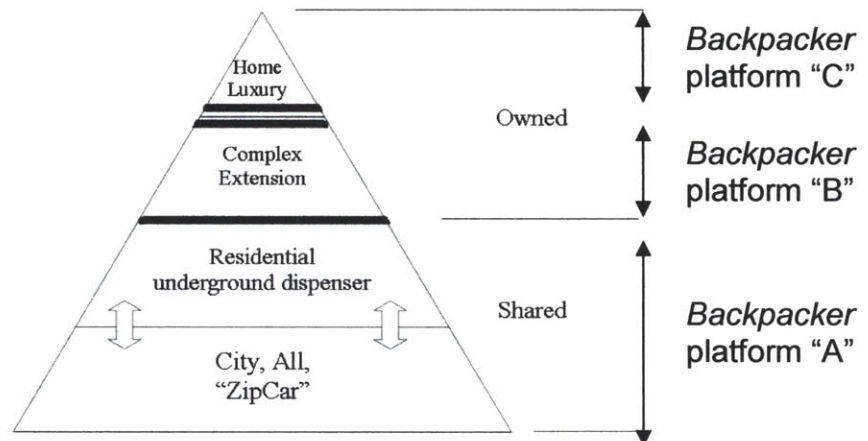 Home
Luxury
Complex
Extension
Residential
underground dispenser
City, All,
“ZipCar”
Owned
Shared
Backpacker
platform “C”
Backpacker
platform “B”
Backpacker
platform “A”